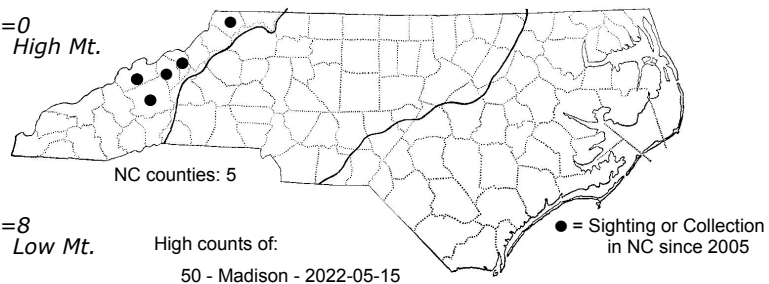 =0
High Mt.
NC counties: 5
=8
Low Mt.
High counts of:
50 - Madison - 2022-05-15
● = Sighting or Collection
in NC since 2005